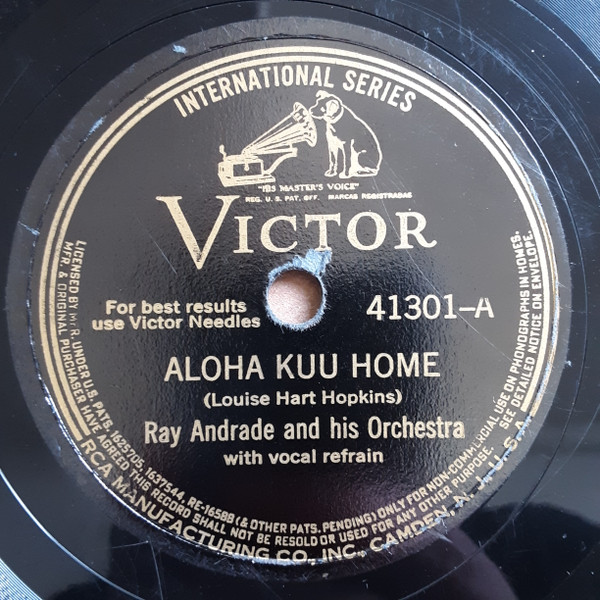 INTERNATIONAL SERIES
"HIS MASTER'S VOICE"
REG. U.S. PAT. OFF. MARCAS REGISTRADAS
VICTOR
For best results
use Victor Needles
41301-A
ALOHA KUU HOME
(Louise Hart Hopkins)
Ray Andrade and his Orchestra
with vocal refrain
LICENSED BY MFR. UNDER U.S. PATS. 1625705, 1637544, RE-16588 (& OTHER PATS. PENDING) ONLY FOR NON-COMMERCIAL USE ON PHONOGRAPHS IN HOMES.
MFR. & ORIGINAL PURCHASER HAVE AGREED THIS RECORD SHALL NOT BE RESOLD OR USED FOR ANY OTHER PURPOSE. SEE DETAILED NOTICE ON ENVELOPE.
RCA MANUFACTURING CO., INC., CAMDEN, N. J., U. S. A.